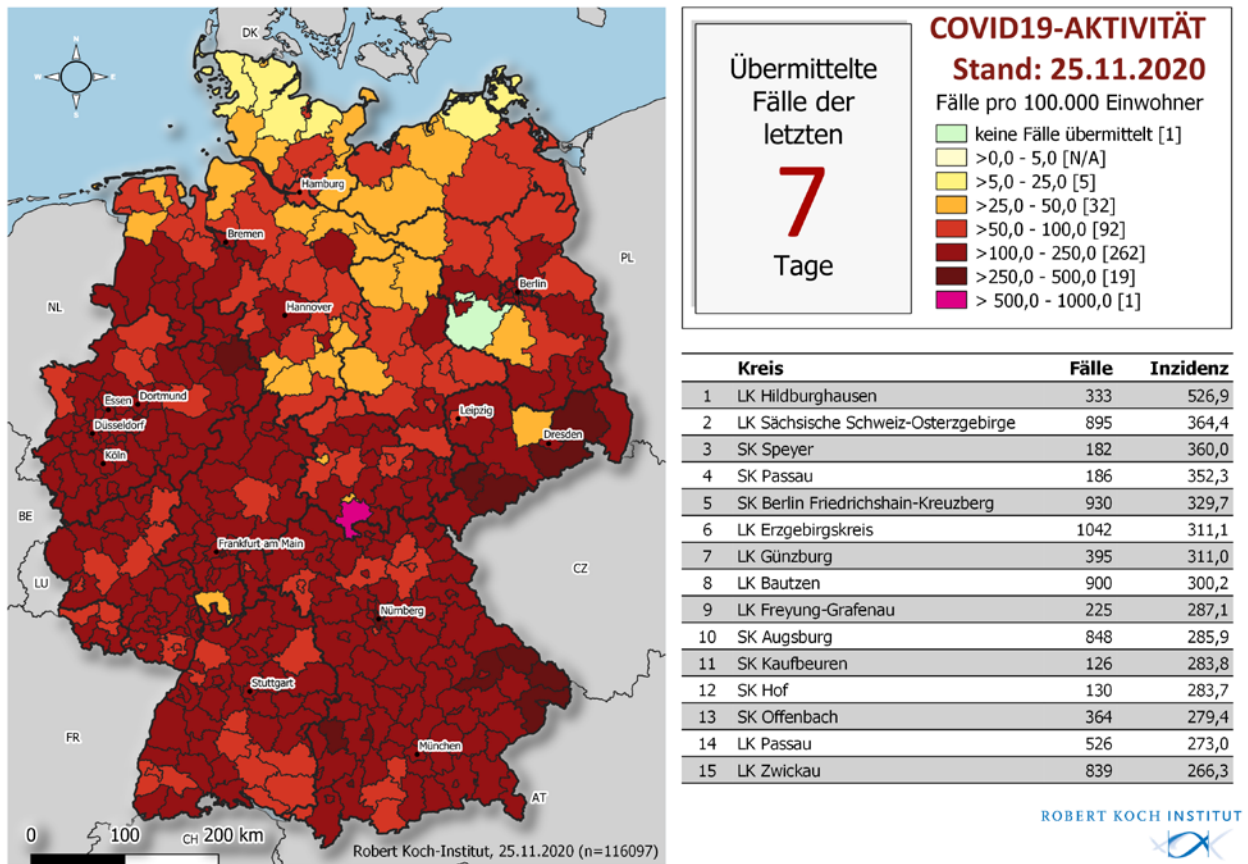 DK
N
W
E
S
Hamburg
Bremen
PL
Berlin
NL
Hannover
Essen
Dortmund
Düsseldorf
Leipzig
Dresden
Köln
BE
Frankfurt am Main
CZ
LU
Nürnberg
Stuttgart
FR
München
AT
0 100 200 km
CH
Robert Koch-Institut, 25.11.2020 (n=116097)
Übermittelte
Fälle der
letzten
7
Tage
COVID19-AKTIVITÄT
Stand: 25.11.2020
Fälle pro 100.000 Einwohner
keine Fälle übermittelt [1]
>0,0 - 5,0 [N/A]
>5,0 - 25,0 [5]
>25,0 - 50,0 [32]
>50,0 - 100,0 [92]
>100,0 - 250,0 [262]
>250,0 - 500,0 [19]
> 500,0 - 1000,0 [1]
Kreis Fälle Inzidenz
1 LK Hildburghausen 333 526,9
2 LK Sächsische Schweiz-Osterzgebirge 895 364,4
3 SK Speyer 182 360,0
4 SK Passau 186 352,3
5 SK Berlin Friedrichshain-Kreuzberg 930 329,7
6 LK Erzgebirgskreis 1042 311,1
7 LK Günzburg 395 311,0
8 LK Bautzen 900 300,2
9 LK Freyung-Grafenau 225 287,1
10 SK Augsburg 848 285,9
11 SK Kaufbeuren 126 283,8
12 SK Hof 130 283,7
13 SK Offenbach 364 279,4
14 LK Passau 526 273,0
15 LK Zwickau 839 266,3
ROBERT KOCH INSTITUT